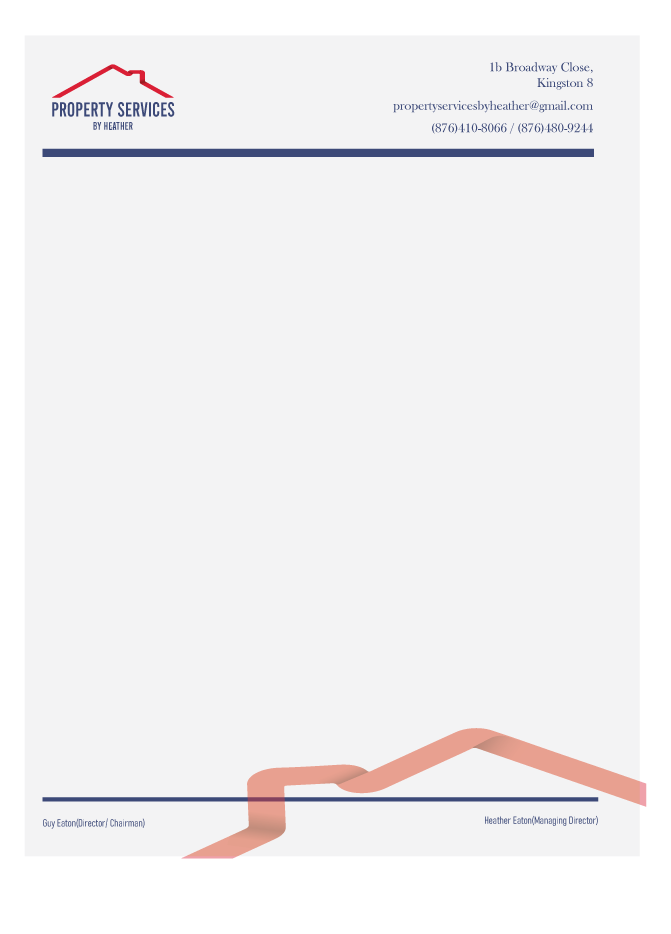 PROPERTY SERVICES
BY HEATHER
1b Broadway Close,
Kingston 8
propertyservicesbyheather@gmail.com
(876)410-8066 / (876)480-9244
Guy Eaton(Director/ Chairman)
Heather Eaton(Managing Director)